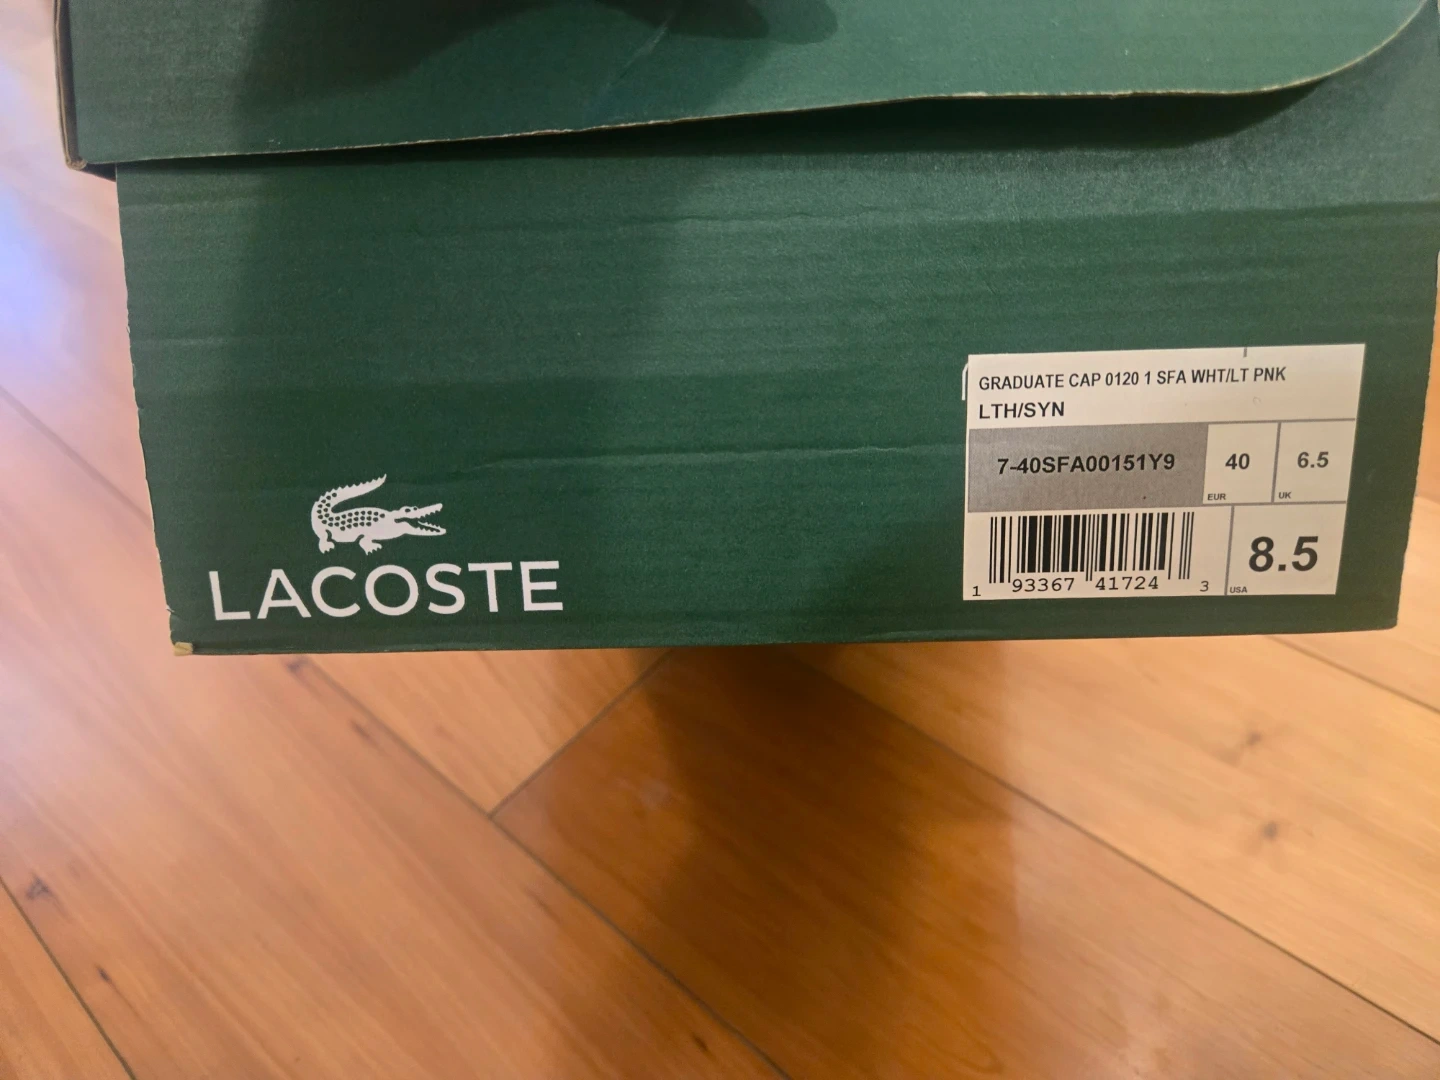 GRADUATE CAP 0120 1 SFA WHT/LT PNK
LTH/SYN
7-40SFA00151Y9
40
EUR
6.5
UK
1 93367 41724 3
8.5
USA
LACOSTE